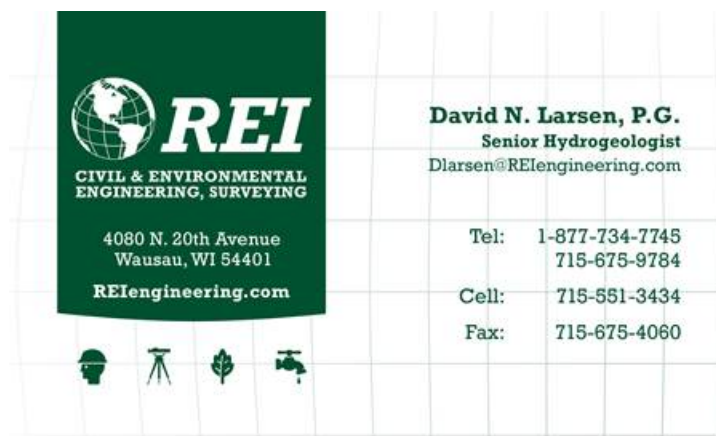 REI
CIVIL & ENVIRONMENTAL
ENGINEERING, SURVEYING
4080 N. 20th Avenue
Wausau, WI 54401
REIengineering.com
David N. Larsen, P.G.
Senior Hydrogeologist
Dlarsen@REIengineering.com
Tel: 1-877-734-7745
715-675-9784
Cell: 715-551-3434
Fax: 715-675-4060